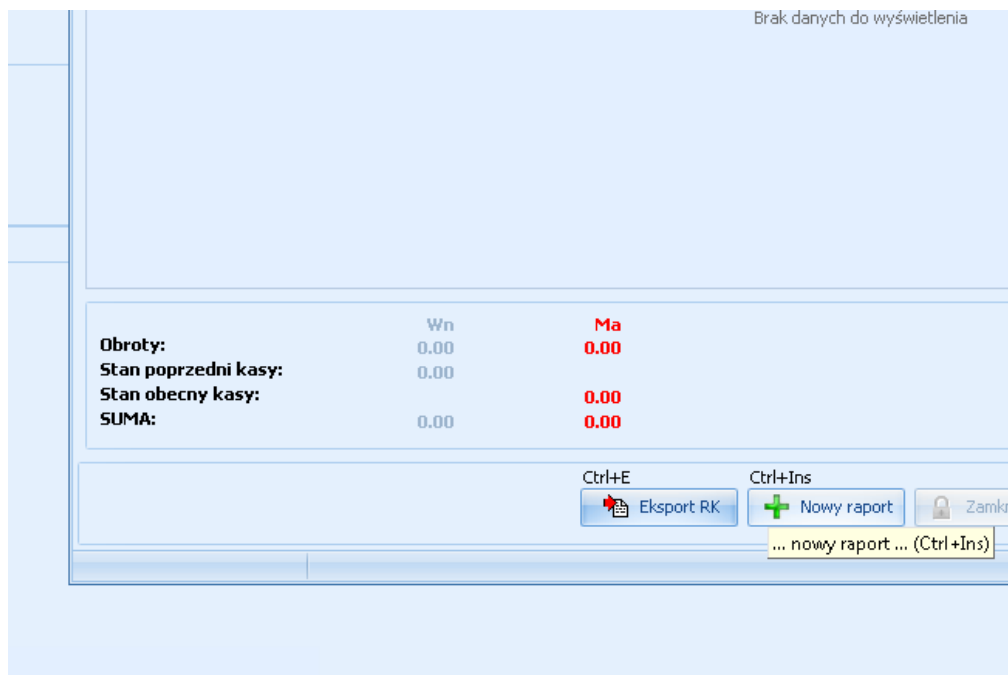 Brak danych do wyświetlenia
Wn Ma
Obroty: 0.00 0.00
Stan poprzedni kasy: 0.00
Stan obecny kasy: 0.00
SUMA: 0.00 0.00
Ctrl+E Ctrl+Ins
Eksport RK Nowy raport Zamkn
... nowy raport ... (Ctrl+Ins)